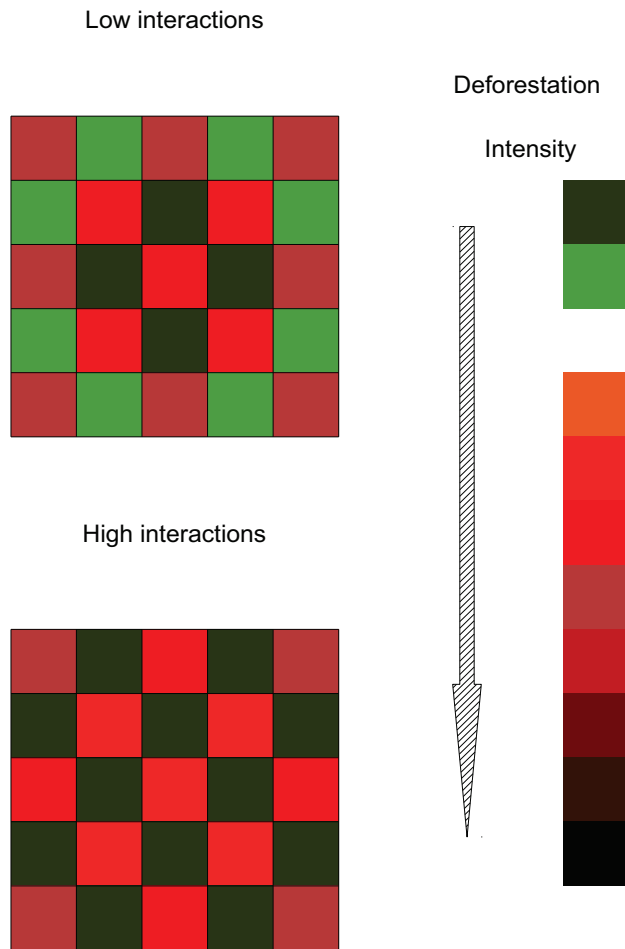 Low interactions
Deforestation
Intensity
High interactions